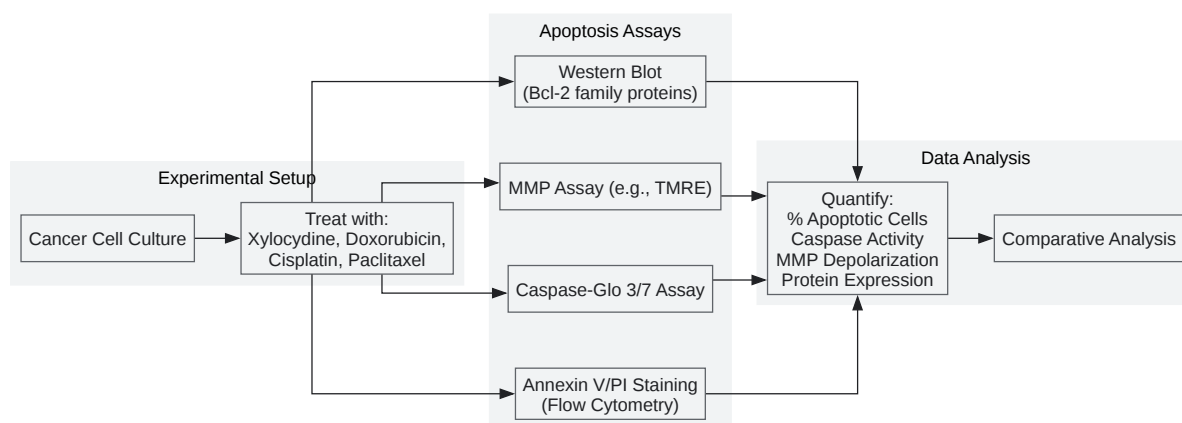 Experimental Setup
Cancer Cell Culture
Treat with:
Xylocydine, Doxorubicin,
Cisplatin, Paclitaxel
Apoptosis Assays
Western Blot
(Bcl-2 family proteins)
MMP Assay (e.g., TMRE)
Caspase-Glo 3/7 Assay
Annexin V/PI Staining
(Flow Cytometry)
Data Analysis
Quantify:
% Apoptotic Cells
Caspase Activity
MMP Depolarization
Protein Expression
Comparative Analysis